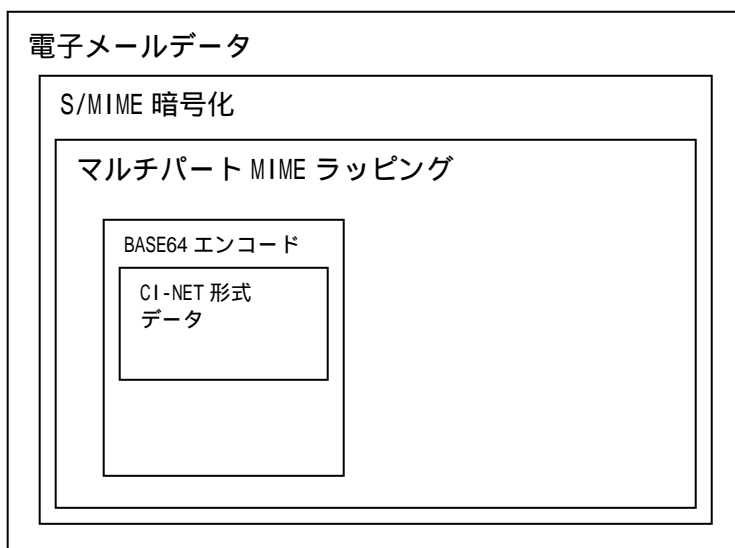 電子メールデータ
S/MIME 暗号化
マルチパート MIME ラッピング
BASE64 エンコード
CI-NET 形式
データ